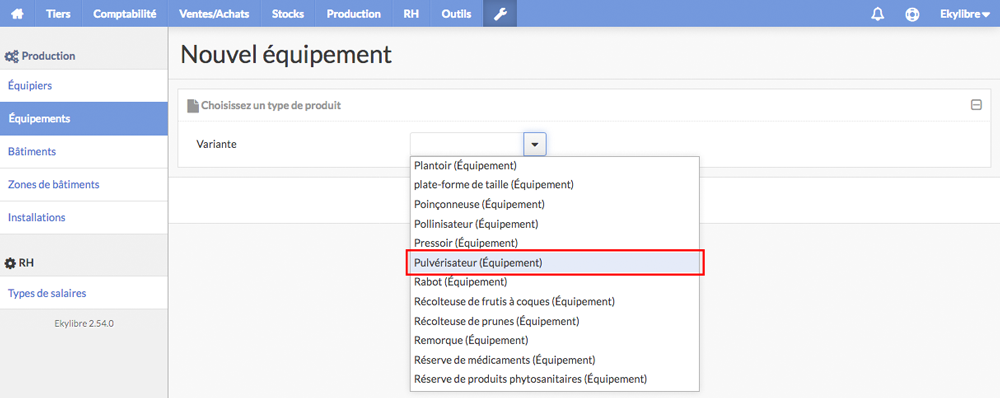 Tiers Comptabilité Ventes/Achats Stocks Production RH Outils Ekylibre
Production
Équipiers
Équipements
Bâtiments
Zones de bâtiments
Installations
RH
Types de salaires
Ekylibre 2.54.0
Nouvel équipement
Choisissez un type de produit
Variante
Plantoir (Équipement)
plate-forme de taille (Équipement)
Poinçonneuse (Équipement)
Pollinisateur (Équipement)
Pressoir (Équipement)
Pulvérisateur (Équipement)
Rabot (Équipement)
Récolteuse de frutis à coques (Équipement)
Récolteuse de prunes (Équipement)
Remorque (Équipement)
Réserve de médicaments (Équipement)
Réserve de produits phytosanitaires (Équipement)